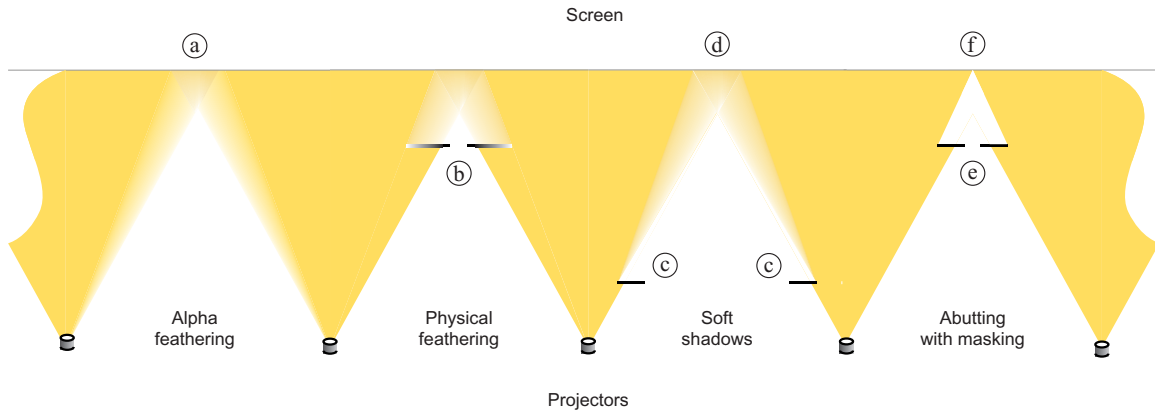 Screen
a
d
f
b
e
c
c
Alpha
feathering
Physical
feathering
Soft
shadows
Abutting
with masking
Projectors